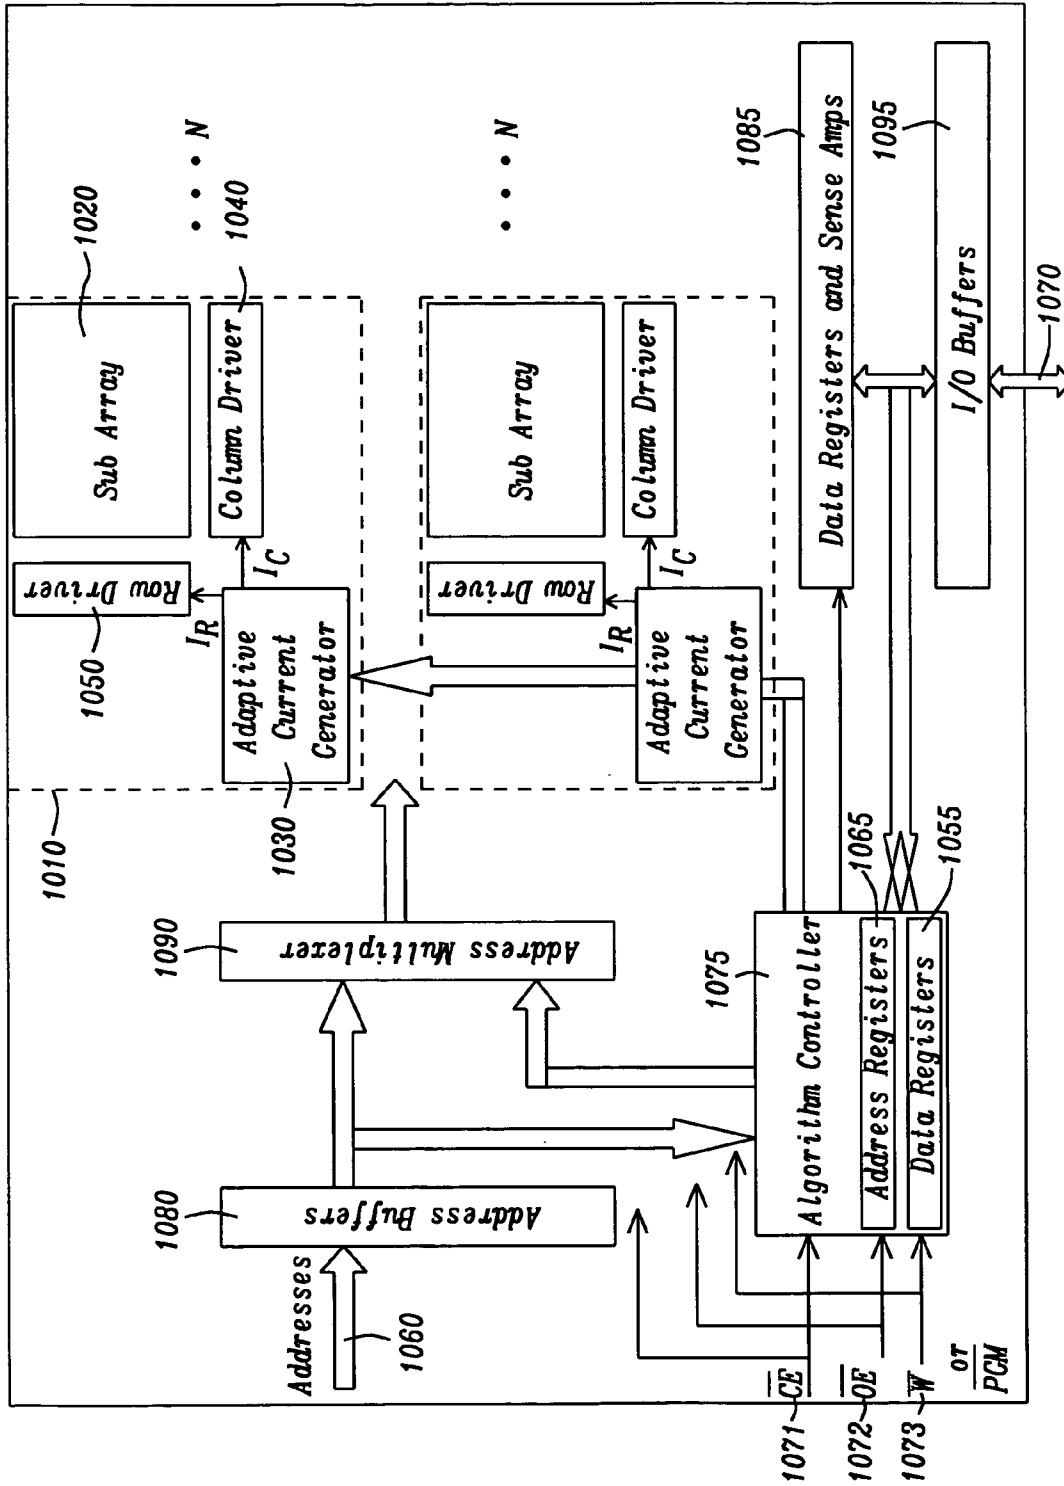 1010
1020
Sub Array
Row Driver
1050
I_R
I_C
Column Driver
1040
Adaptive
Current
Generator
1030
• • • N
Sub Array
Row Driver
I_R
I_C
Column Driver
Adaptive
Current
Generator
• • • N
Addresses
1060
1080
Address Buffers
1090
Address Multiplexer
1075
Algorithm Controller
1065
Address Registers
1055
Data Registers
1085
Data Registers and Sense Amps
1095
I/O Buffers
1070
1071
C̅E̅
1072
O̅E̅
1073
W̅
or
P̅G̅M̅